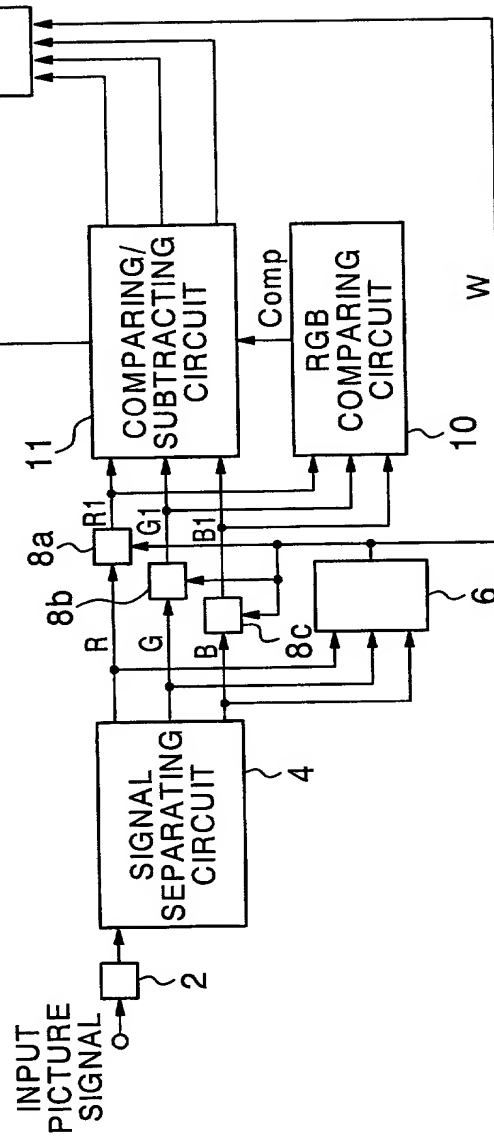 INPUT
PICTURE
SIGNAL
2
SIGNAL
SEPARATING
CIRCUIT
4
R
G
B
8a
8b
8c
6
R1
G1
B1
11
COMPARING/
SUBTRACTING
CIRCUIT
Comp
RGB
COMPARING
CIRCUIT
10
W